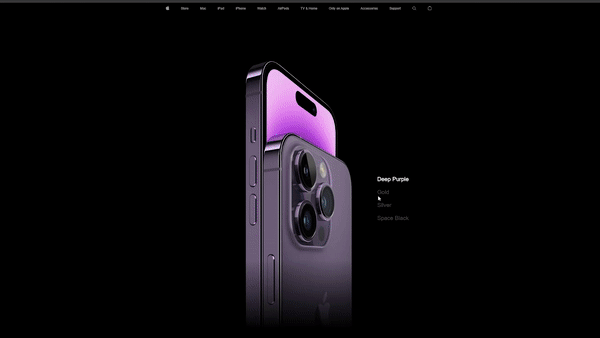 Store Mac iPad iPhone Watch AirPods TV & Home Only on Apple Accessories Support
Deep Purple
Gold
Silver
Space Black